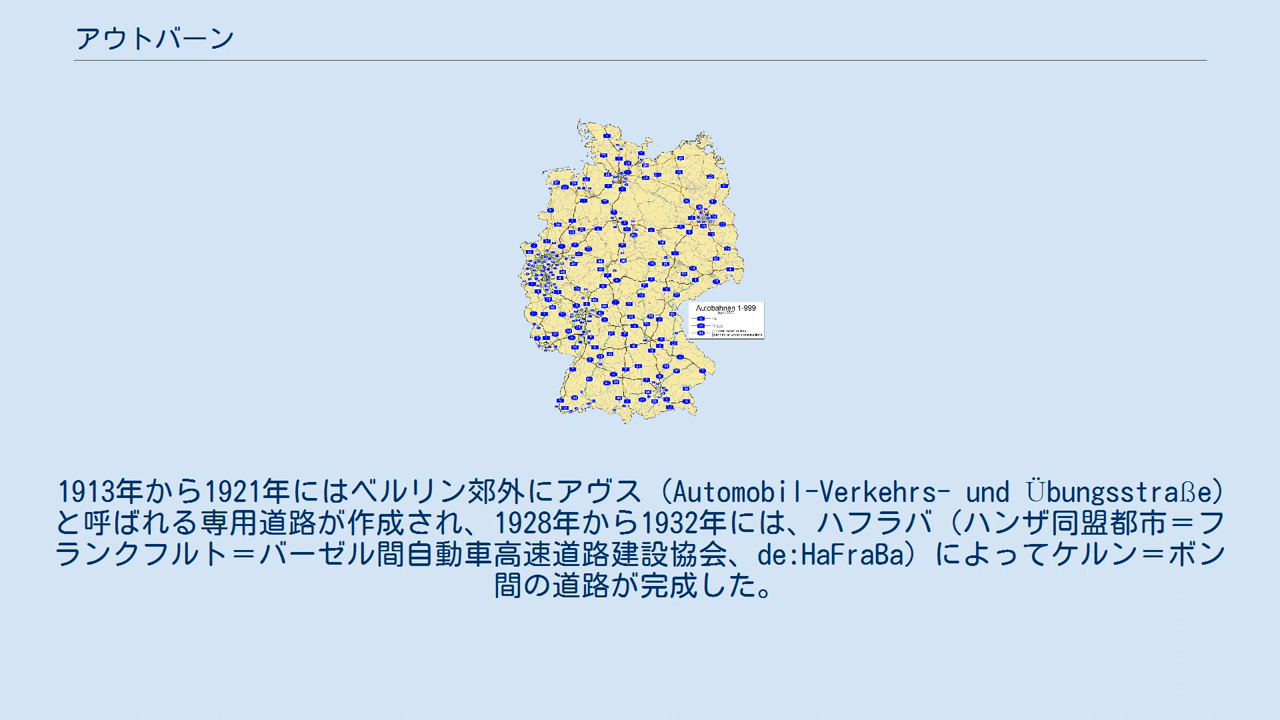 アウトバーン
Autobahnen 1-999
1913年から1921年にはベルリン郊外にアヴス（Automobil-Verkehrs- und Übungsstraße）
と呼ばれる専用道路が作成され、1928年から1932年には、ハフラバ（ハンザ同盟都市＝フ
ランクフルト＝バーゼル間自動車高速道路建設協会、de:HaFraBa）によってケルン＝ボン
間の道路が完成した。